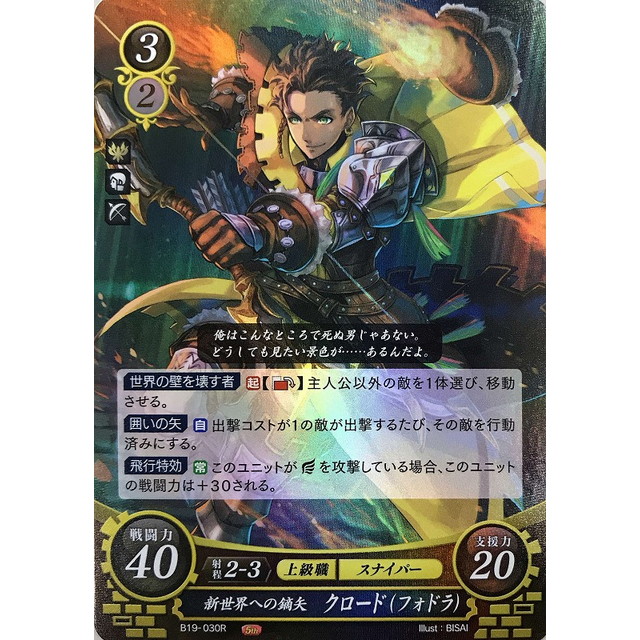 3
2
俺はこんなところで死ぬ男じゃあない。
どうしても見たい景色が……あるんだよ。
世界の壁を壊す者 起【】主人公以外の敵を1体選び、移動
させる。
囲いの矢 自 出撃コストが1の敵が出撃するたび、その敵を行動
済みにする。
飛行特効 常 このユニットが を攻撃している場合、このユニット
の戦闘力は＋30される。
戦闘力
40
射程 2-3 上級職 スナイパー
支援力
20
新世界への鏑矢 クロード(フォドラ)
B19-030R 5th Illust：BISAI